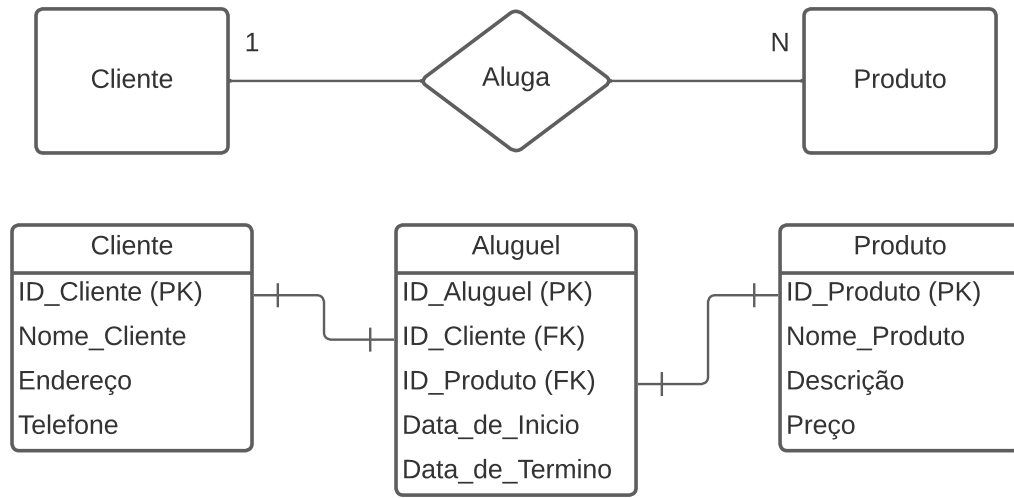 1
N
Cliente
Aluga
Produto
Cliente
ID_Cliente (PK)
Nome_Cliente
Endereço
Telefone
Aluguel
ID_Aluguel (PK)
ID_Cliente (FK)
ID_Produto (FK)
Data_de_Inicio
Data_de_Termino
Produto
ID_Produto (PK)
Nome_Produto
Descrição
Preço